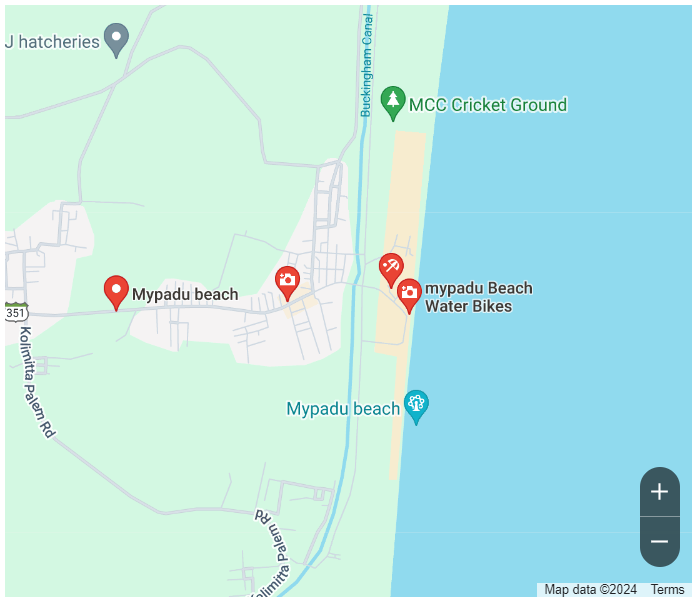 J hatcheries
Buckingham Canal
MCC Cricket Ground
Mypadu beach
mypadu Beach
Water Bikes
351
Kolimitta Palem Rd
Mypadu beach
Kolimitta Palem Rd
Map data ©2024 Terms